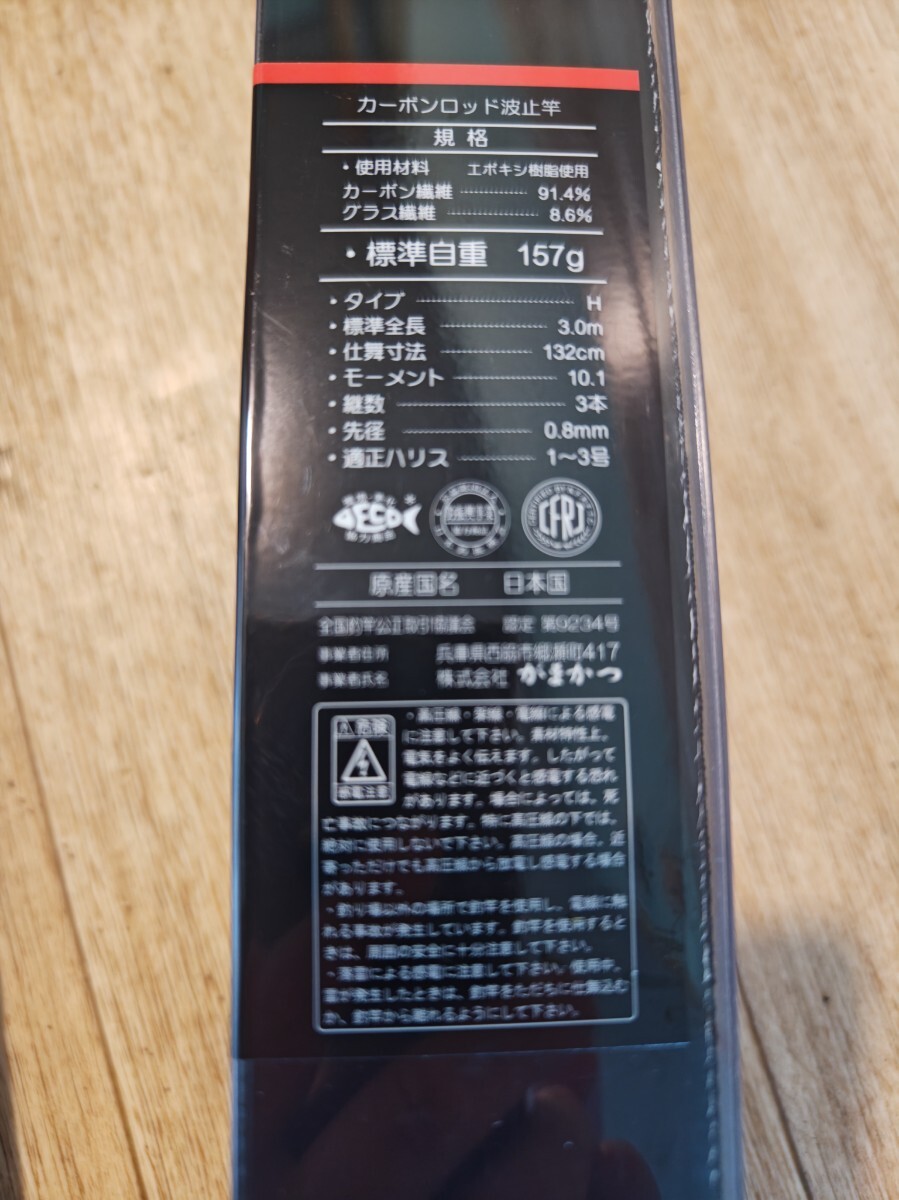 カーボンロッド波止竿
規格
・使用材料 エポキシ樹脂使用
カーボン繊維 91.4%
グラス繊維 8.6%
・標準自重 157g
・タイプ H
・標準全長 3.0m
・仕舞寸法 132cm
・モーメント 10.1
・継数 3本
・先径 0.8mm
・適正ハリス 1〜3号
ECO
CFRJ
原産国名 日本国
全国釣竿公正取引協議会 認定 第9234号
事業者住所 兵庫県西脇市郷瀬町417
事業者氏名 株式会社 がまかつ
危険
感電注意
・高圧線・架線・電線による感電
に注意して下さい。素材特性上、
電気をよく伝えます。したがって
電線などに近づくと感電する恐れ
があります。場合によっては、死
亡事故につながります。特に高圧線の下では、
絶対に使用しないで下さい。高圧線の場合、近
寄っただけでも高圧線から放電し感電する場合
があります。
・釣り場以外の場所で釣竿を使用し、電線に触
れる事故が発生しています。釣竿を使用すると
きは、周囲の安全に十分注意して下さい。
・落雷による感電に注意して下さい。使用中、
雷が発生したときは、釣竿をただちに仕舞込む
か、釣竿から離れるようにして下さい。